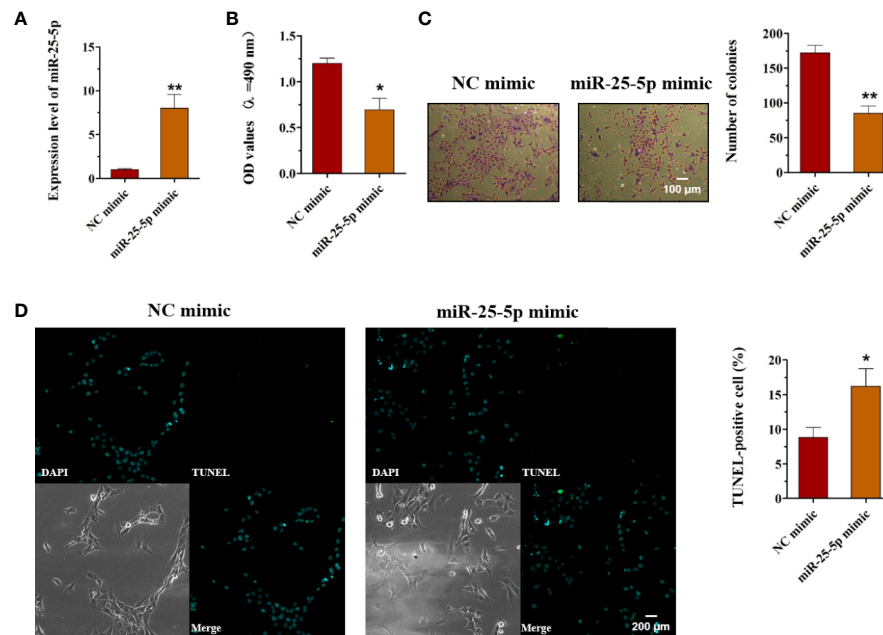 A
Expression level of miR-25-5p
15
10
5
0
**
NC mimic
miR-25-5p mimic
B
OD values（λ =490 nm）
1.5
1.0
0.5
0.0
*
NC mimic
miR-25-5p mimic
C
NC mimic
miR-25-5p mimic
100 μm
Number of colonies
200
150
100
50
0
**
NC mimic
miR-25-5p mimic
D
NC mimic
miR-25-5p mimic
DAPI
TUNEL
Merge
DAPI
TUNEL
200 μm
Merge
TUNEL-positive cell (%)
20
15
10
5
0
*
NC mimic
miR-25-5p mimic